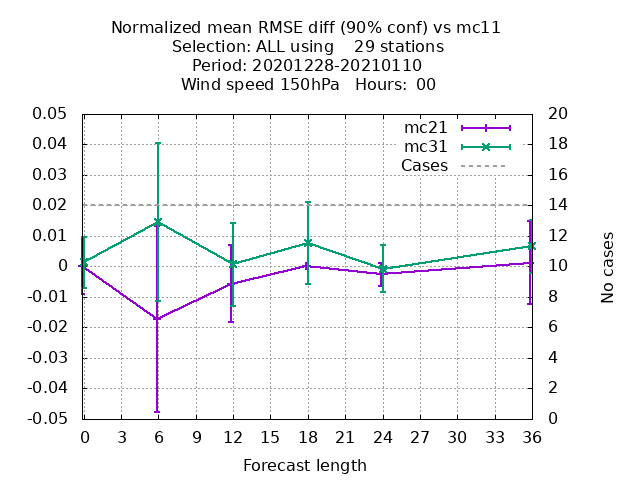 Normalized mean RMSE diff (90% conf) vs mc11
Selection: ALL using    29 stations
Period: 20201228-20210110
Wind speed 150hPa   Hours:  00
mc21
mc31
Cases
0.05
0.04
0.03
0.02
0.01
0
-0.01
-0.02
-0.03
-0.04
-0.05
20
18
16
14
12
10
8
6
4
2
0
No cases
0 3 6 9 12 15 18 21 24 27 30 33 36
Forecast length